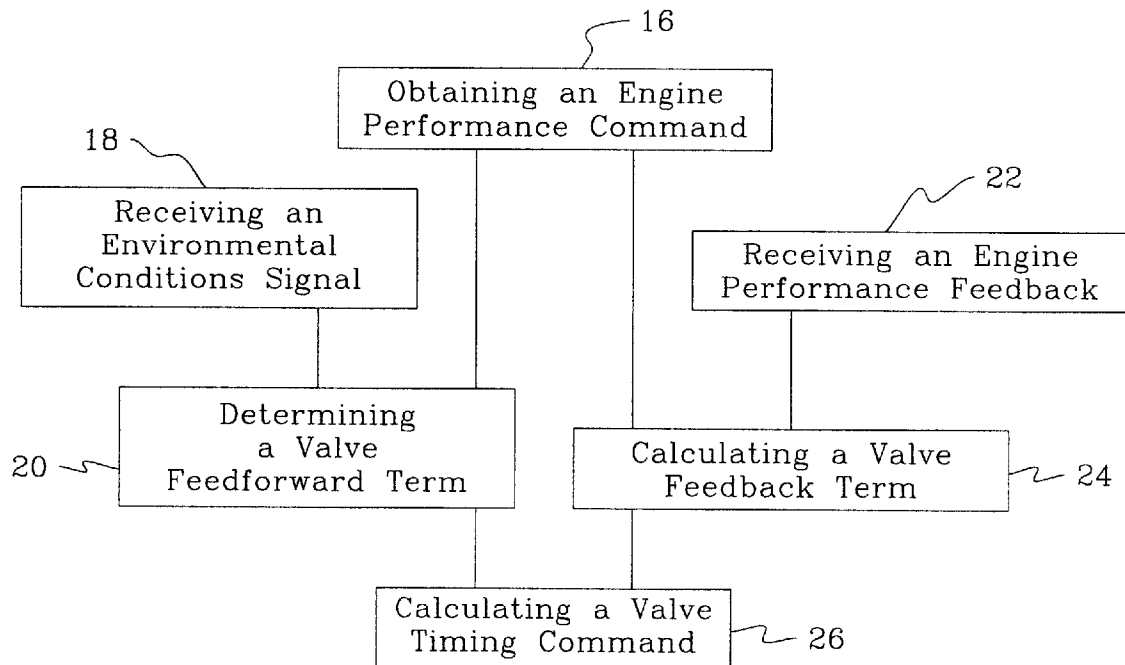 16
Obtaining an Engine
Performance Command
18
Receiving an
Environmental
Conditions Signal
22
Receiving an Engine
Performance Feedback
20
Determining
a Valve
Feedforward Term
Calculating a Valve
Feedback Term
24
Calculating a Valve
Timing Command
26